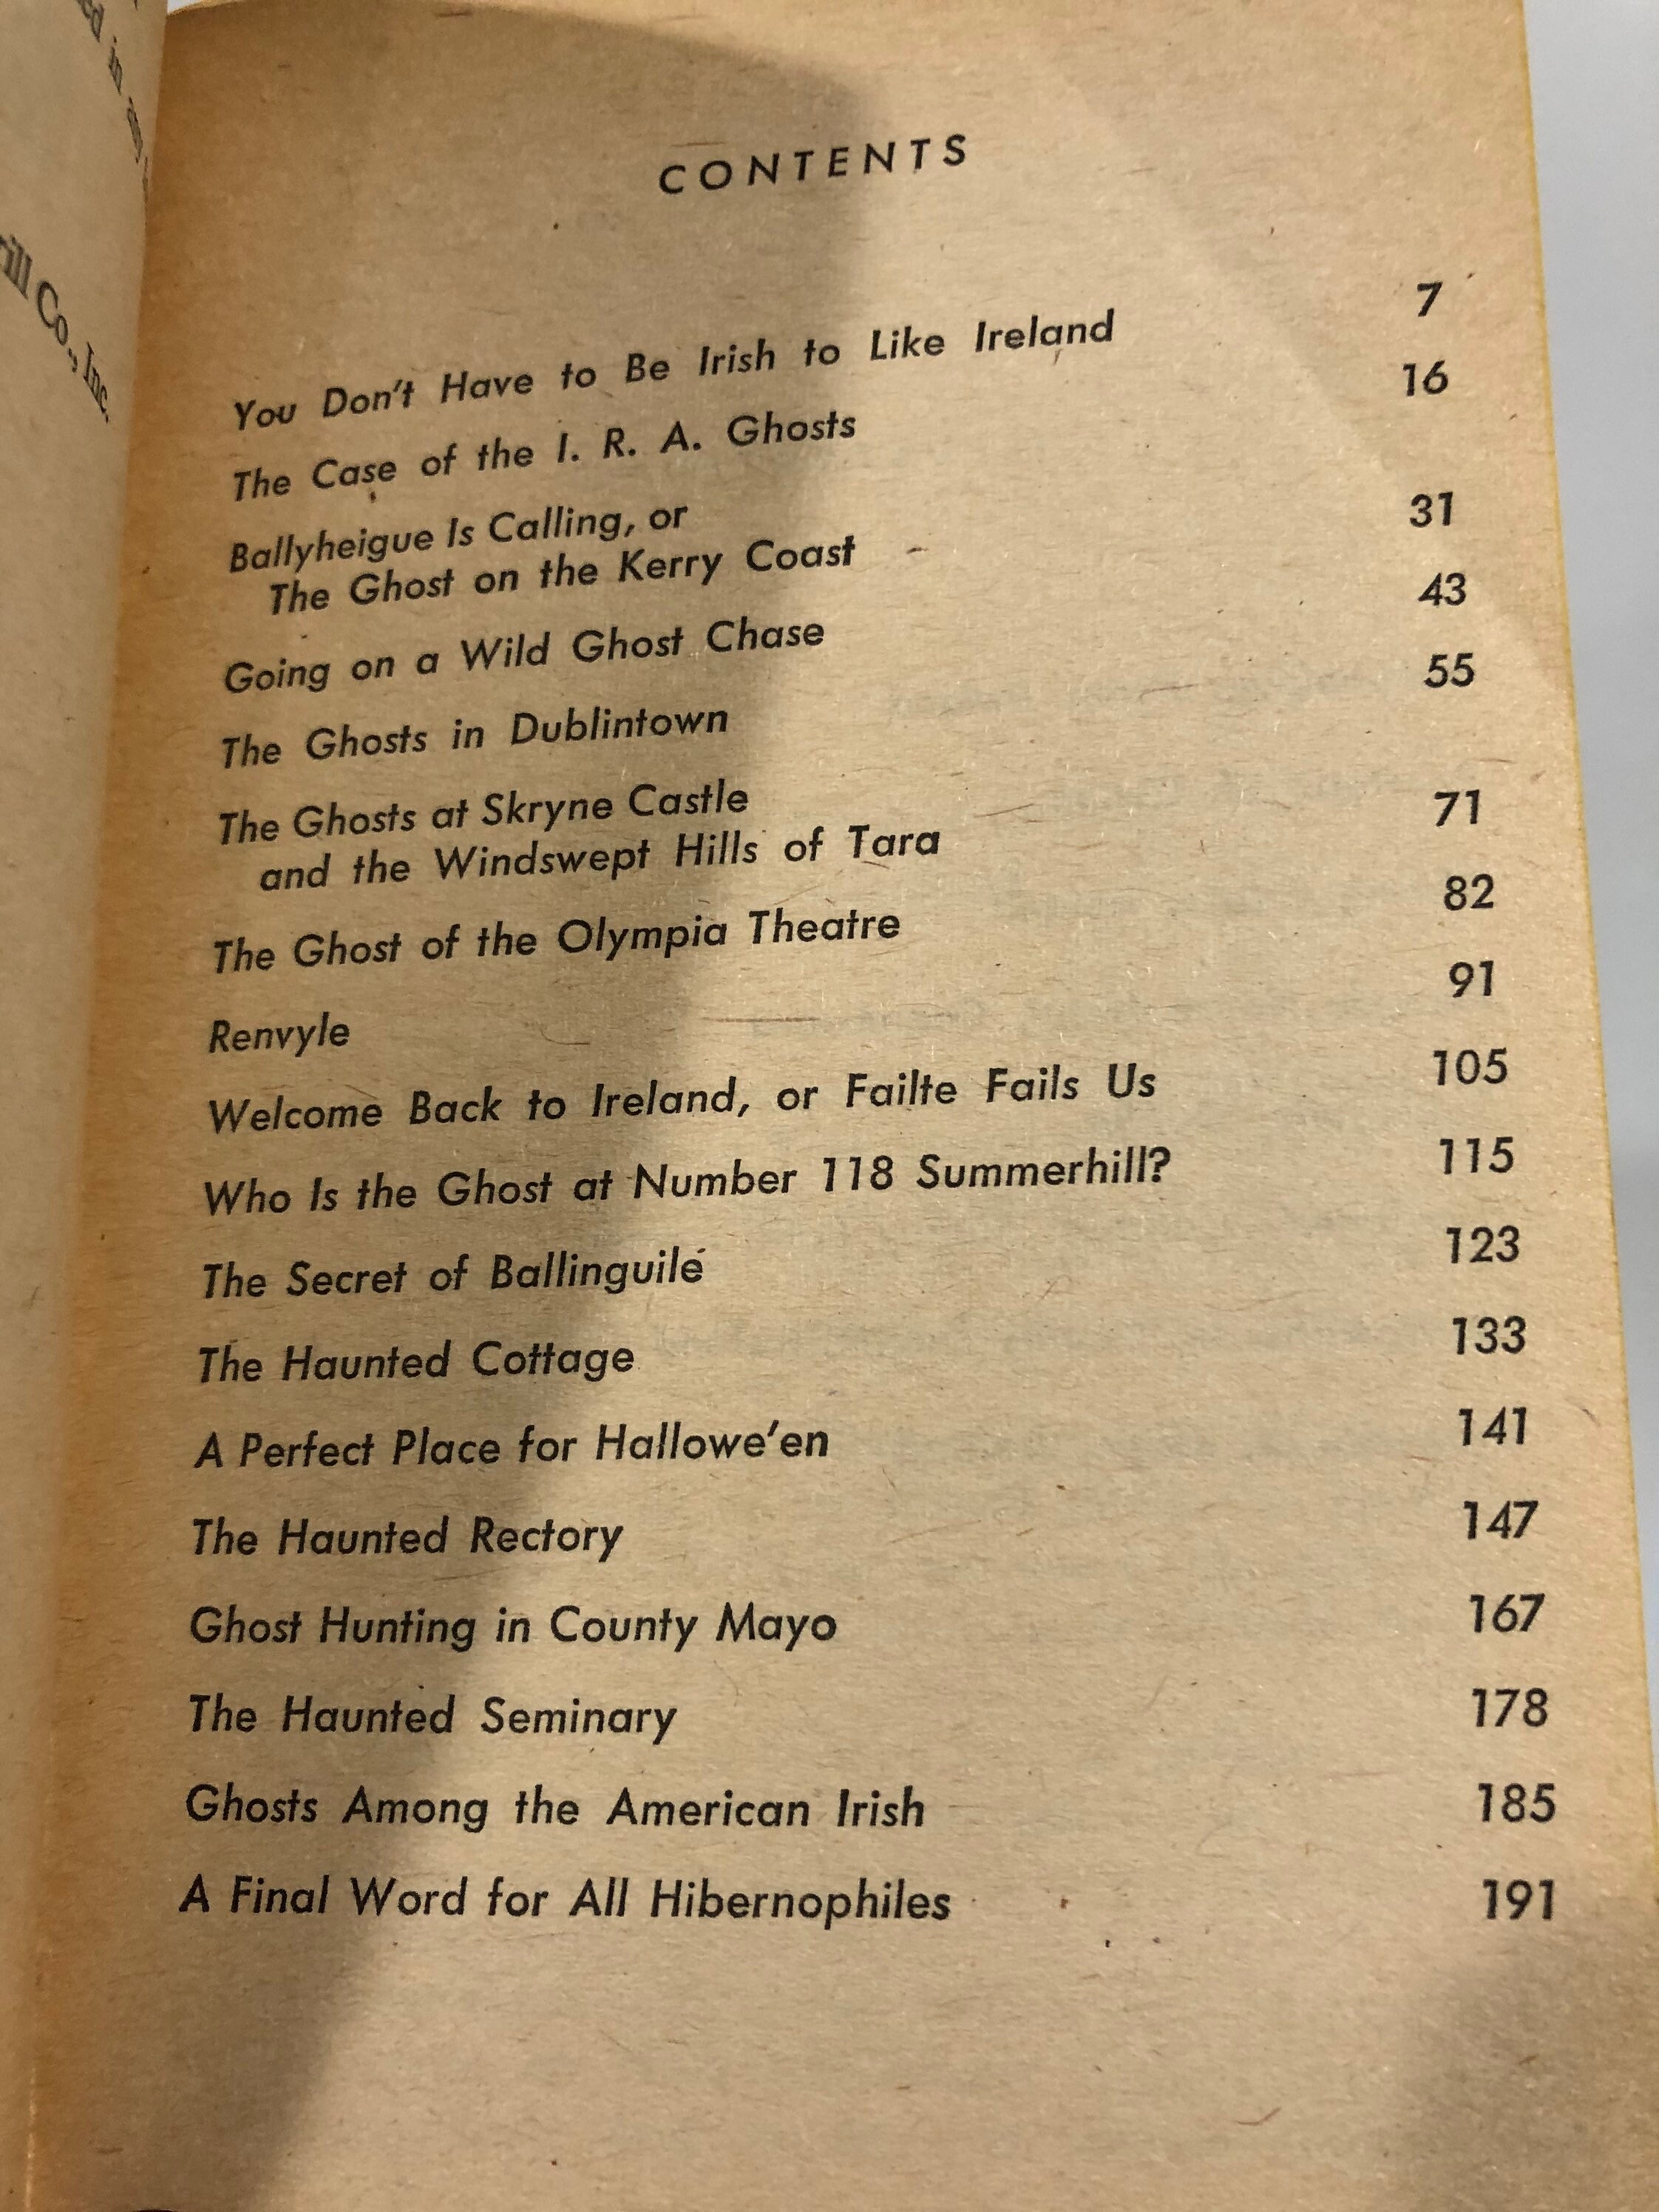 ill Co., Inc.
CONTENTS
You Don't Have to Be Irish to Like Ireland 7
The Case of the I. R. A. Ghosts 16
Ballyheigue Is Calling, or
The Ghost on the Kerry Coast 31
Going on a Wild Ghost Chase 43
The Ghosts in Dublintown 55
The Ghosts at Skryne Castle
and the Windswept Hills of Tara 71
The Ghost of the Olympia Theatre 82
Renvyle 91
Welcome Back to Ireland, or Failte Fails Us 105
Who Is the Ghost at Number 118 Summerhill? 115
The Secret of Ballinguilé 123
The Haunted Cottage 133
A Perfect Place for Hallowe'en 141
The Haunted Rectory 147
Ghost Hunting in County Mayo 167
The Haunted Seminary 178
Ghosts Among the American Irish 185
A Final Word for All Hibernophiles 191